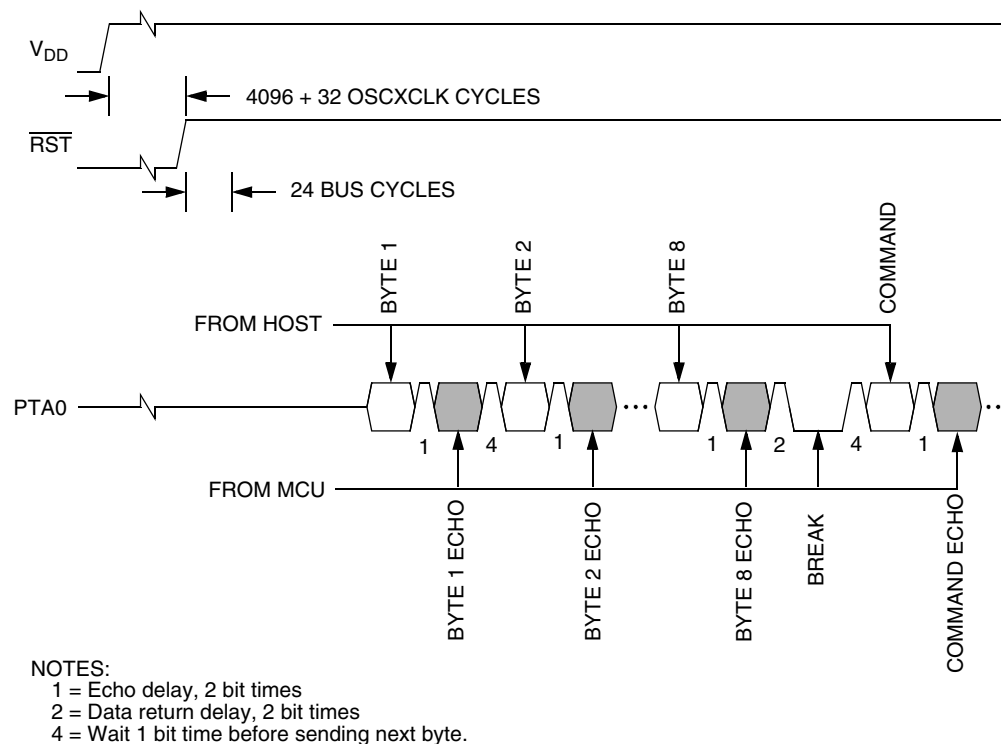 VDD
4096 + 32 OSCXCLK CYCLES
RST
24 BUS CYCLES
BYTE 1
BYTE 2
BYTE 8
COMMAND
FROM HOST
PTA0
...
...
1
4
1
1
2
4
1
FROM MCU
BYTE 1 ECHO
BYTE 2 ECHO
BYTE 8 ECHO
BREAK
COMMAND ECHO
NOTES:
1 = Echo delay, 2 bit times
2 = Data return delay, 2 bit times
4 = Wait 1 bit time before sending next byte.